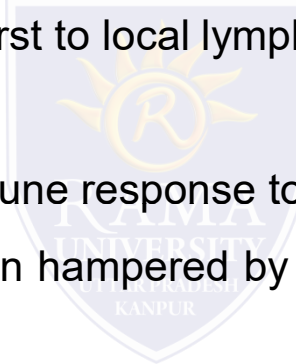 rst to local lymph
R
une response to
RAMA
UNIVERSITY
n hampered by
UTTAR PRADESH
KANPUR